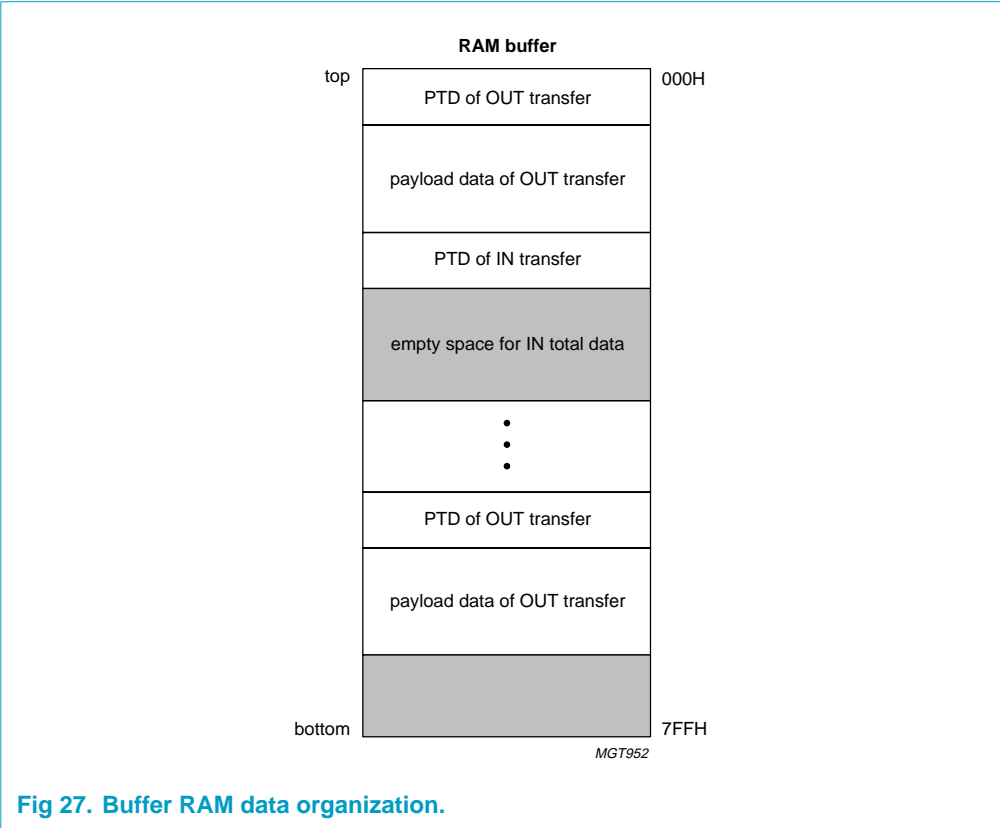 RAM buffer
top
000H
PTD of OUT transfer
payload data of OUT transfer
PTD of IN transfer
empty space for IN total data
PTD of OUT transfer
payload data of OUT transfer
bottom
7FFH
MGT952
Fig 27. Buffer RAM data organization.